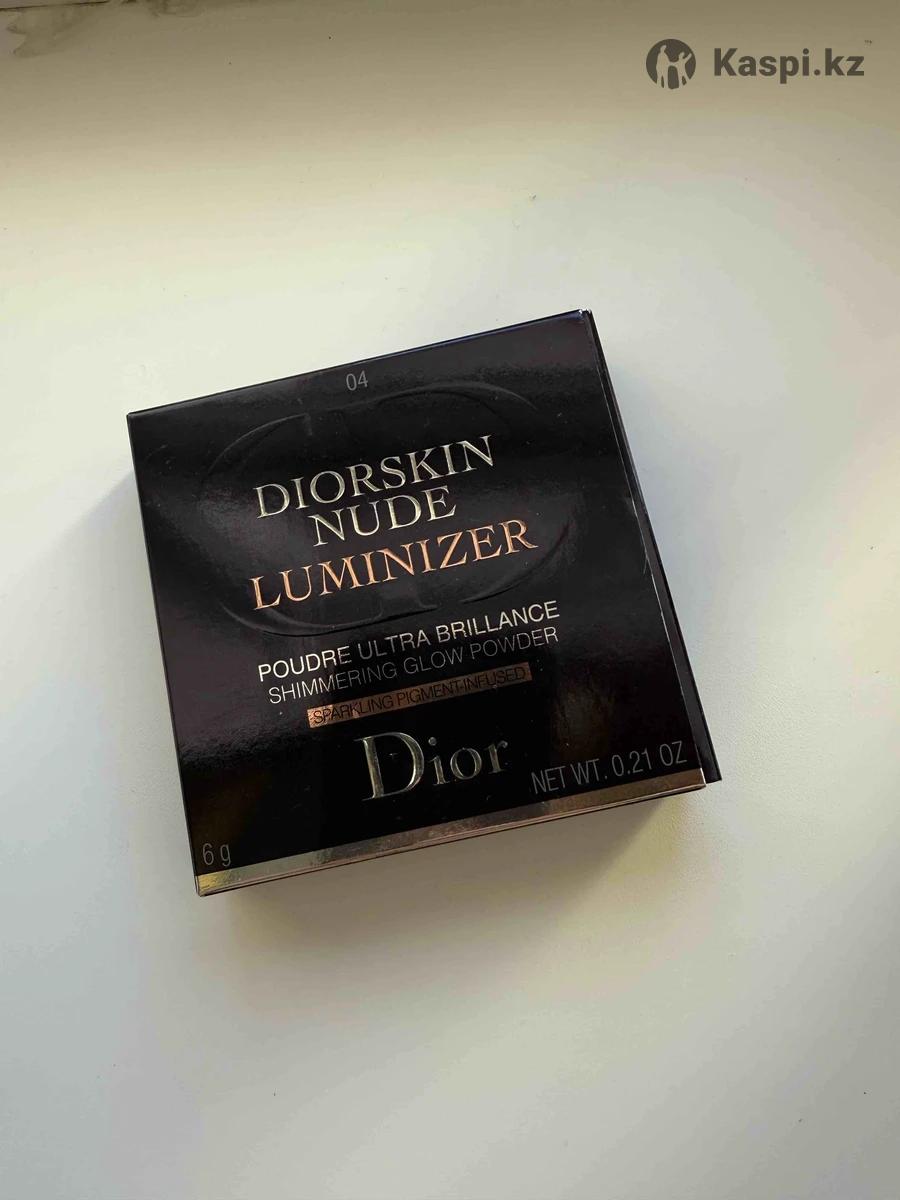 Kaspi.kz
04
DIORSKIN
NUDE
LUMINIZER
POUDRE ULTRA BRILLANCE
SHIMMERING GLOW POWDER
SPARKLING PIGMENT-INFUSED
Dior
NET WT. 0.21 OZ
6 g